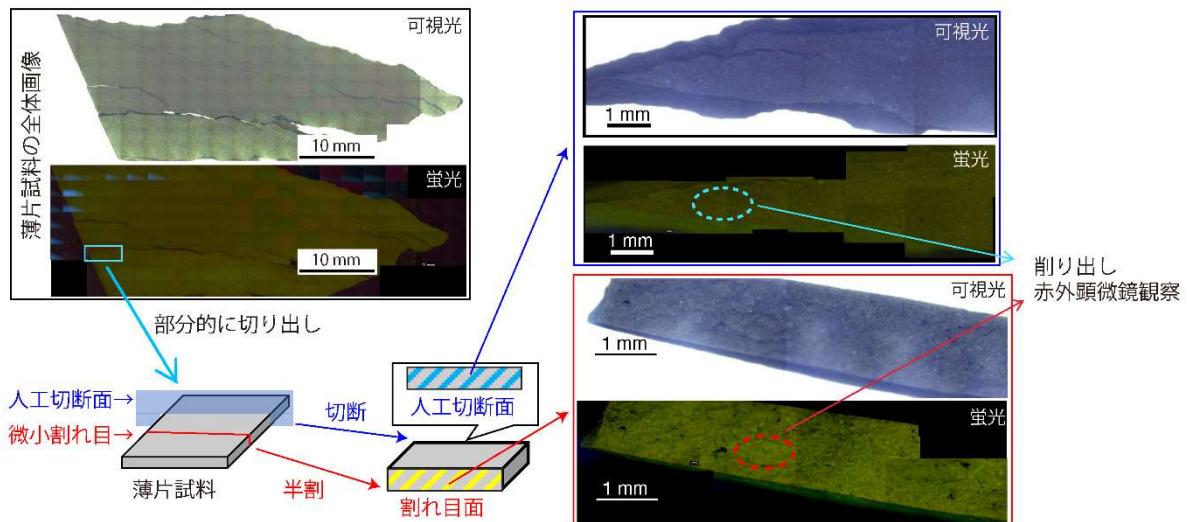 薄片試料の全体画像
可視光
10 mm
蛍光
10 mm
部分的に切り出し
人工切断面→
微小割れ目→
薄片試料
切断
半割
人工切断面
割れ目面
可視光
1 mm
蛍光
1 mm
削り出し
赤外顕微鏡観察
可視光
1 mm
蛍光
1 mm